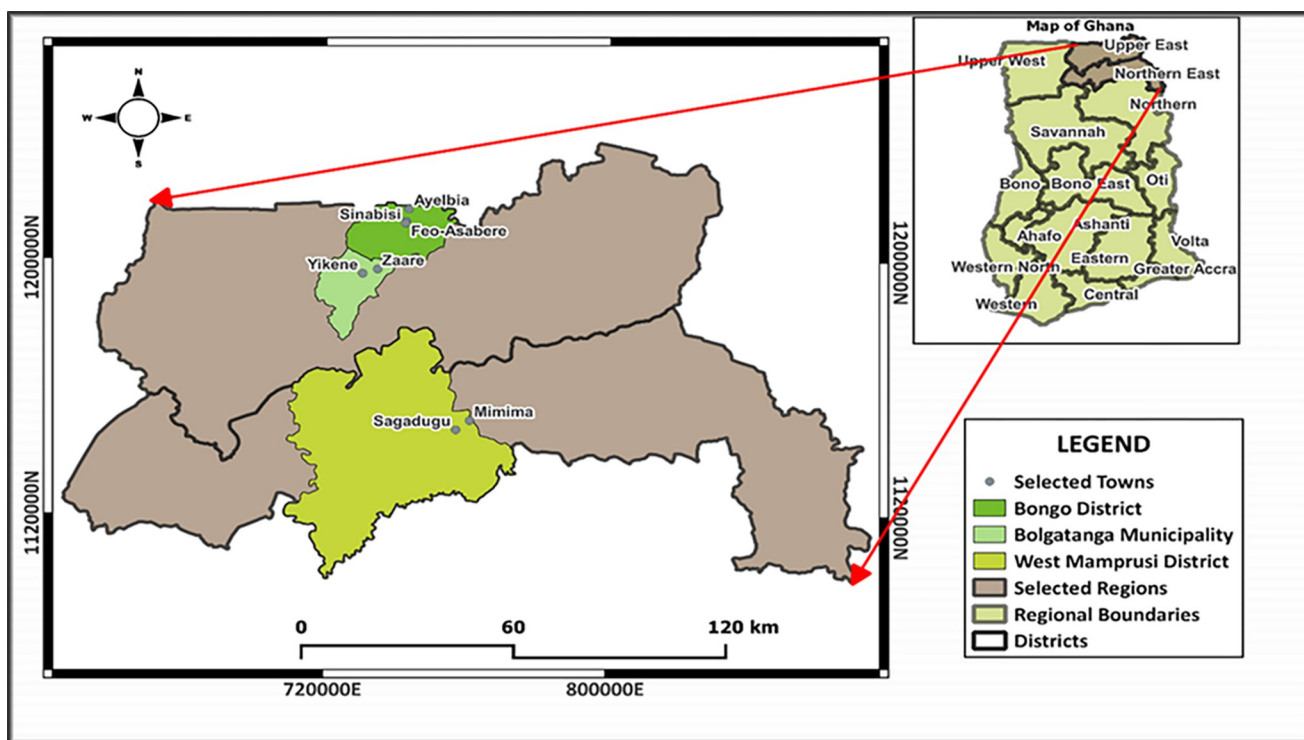 Map of Ghana
Upper East
Upper West
Northern East
Northern
Savannah
Bono
Bono East
Oti
Ashanti
Ahafo
Volta
Eastern
Western North
Greater Accra
Central
Western
N
W
E
S
Ayelbia
Sinabisi
Feo-Asabere
Zaare
Yikene
Mimima
Sagadugu
1200000N
1120000N
1200000N
1120000N
0
60
120 km
720000E
800000E
LEGEND
Selected Towns
Bongo District
Bolgatanga Municipality
West Mamprusi District
Selected Regions
Regional Boundaries
Districts